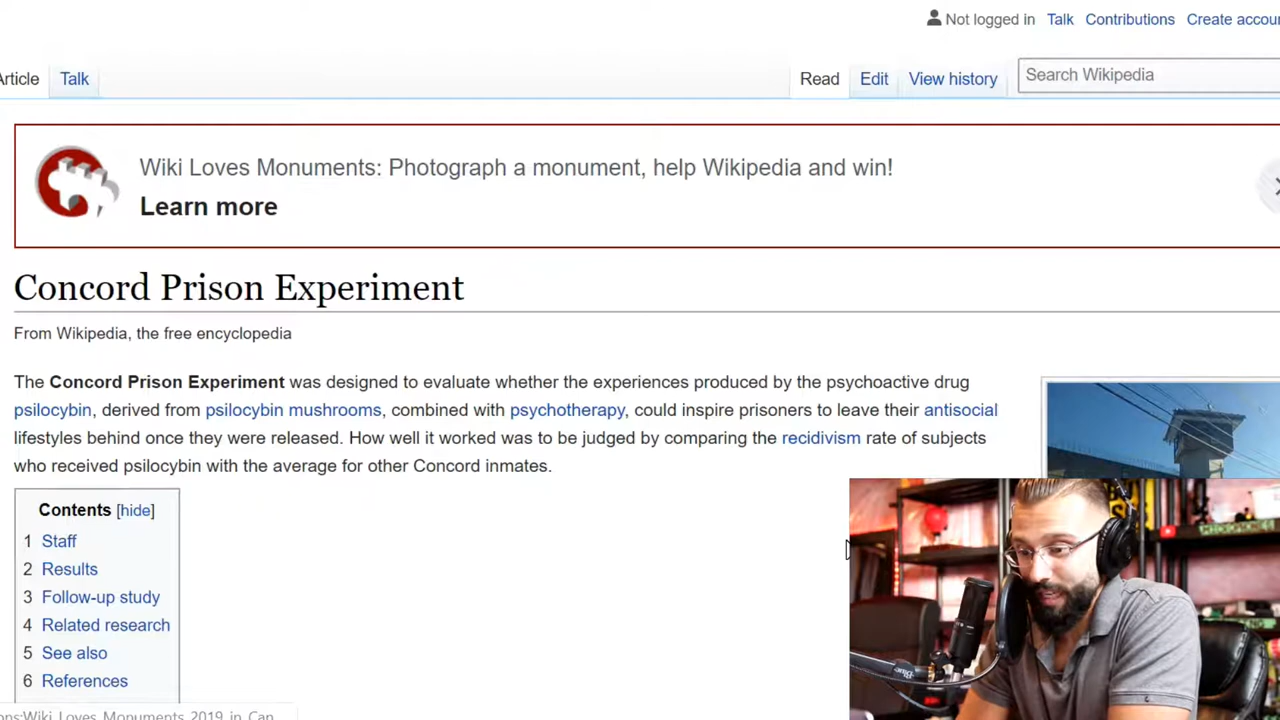 Not logged in Talk Contributions Create accou
Article Talk Read Edit View history Search Wikipedia
Wiki Loves Monuments: Photograph a monument, help Wikipedia and win!
Learn more
Concord Prison Experiment
From Wikipedia, the free encyclopedia
The Concord Prison Experiment was designed to evaluate whether the experiences produced by the psychoactive drug
psilocybin, derived from psilocybin mushrooms, combined with psychotherapy, could inspire prisoners to leave their antisocial
lifestyles behind once they were released. How well it worked was to be judged by comparing the recidivism rate of subjects
who received psilocybin with the average for other Concord inmates.
Contents [hide]
1 Staff
2 Results
3 Follow-up study
4 Related research
5 See also
6 References
ons:Wiki_Loves_Monuments_2019_in_Can
Blue